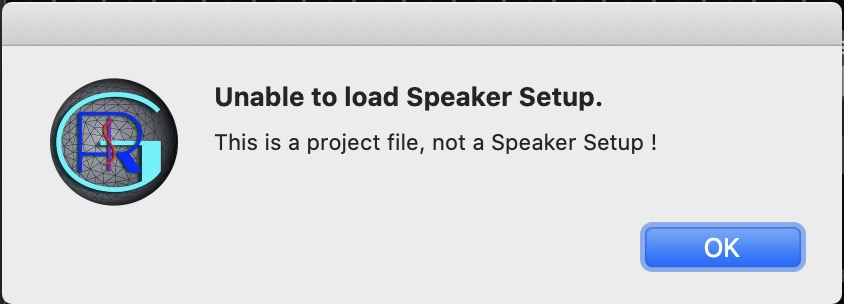 Unable to load Speaker Setup.
This is a project file, not a Speaker Setup !
OK